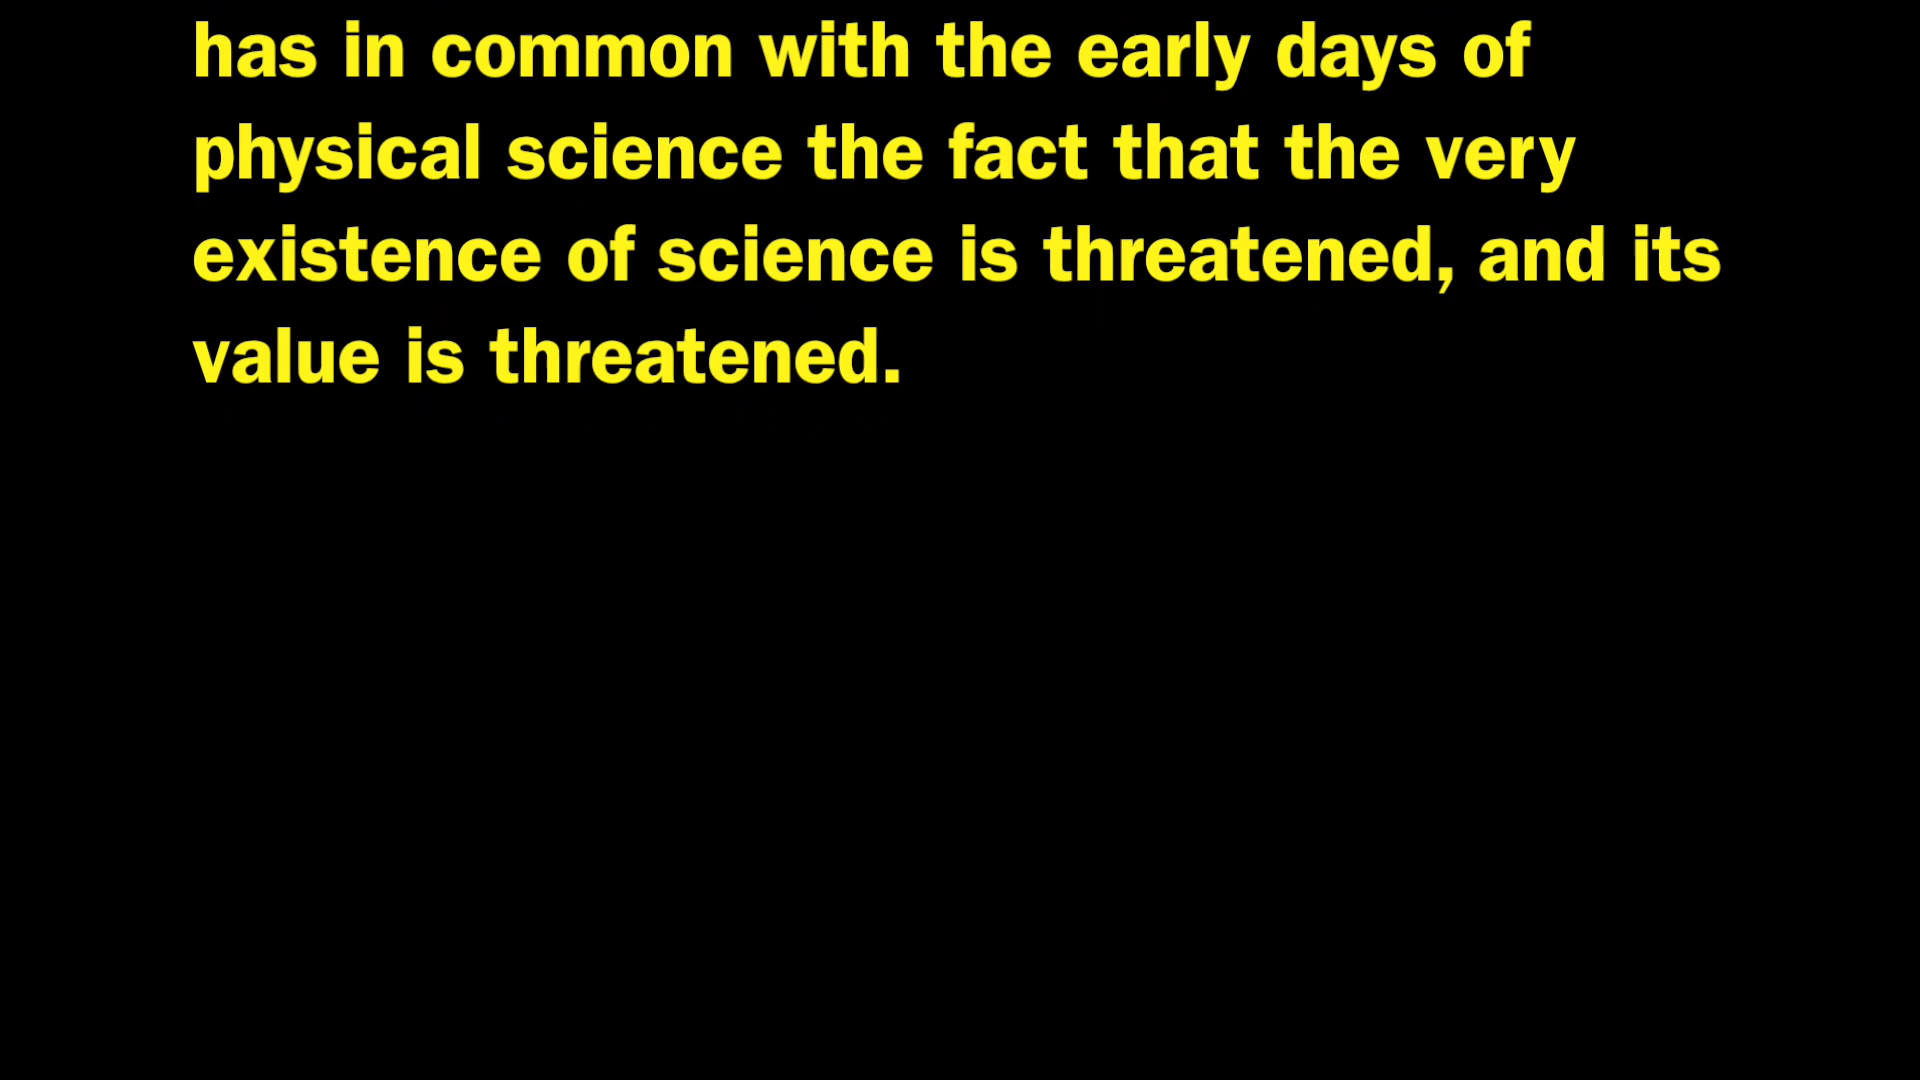 has in common with the early days of
physical science the fact that the very
existence of science is threatened, and its
value is threatened.